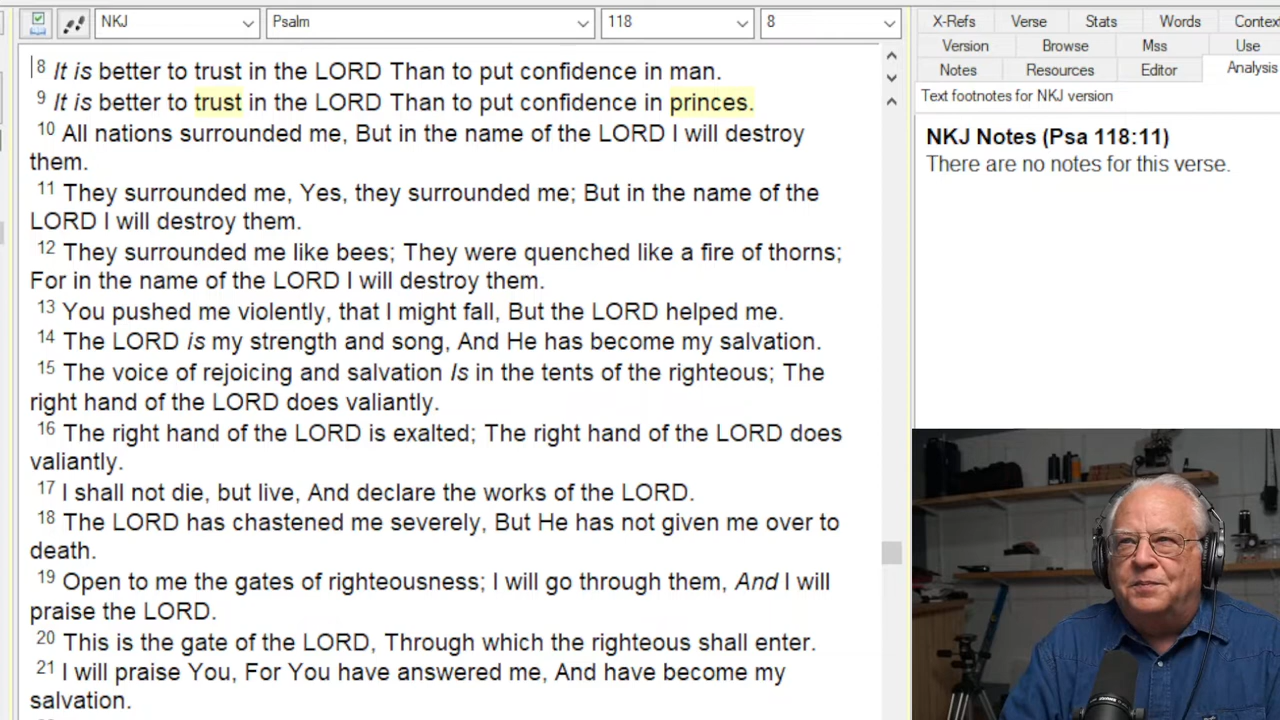 NKJ Psalm 118 8
X-Refs Verse Stats Words Context
Version Browse Mss Use
Notes Resources Editor Analysis
Text footnotes for NKJ version
NKJ Notes (Psa 118:11)
There are no notes for this verse.
8 It is better to trust in the LORD Than to put confidence in man.
9 It is better to trust in the LORD Than to put confidence in princes.
10 All nations surrounded me, But in the name of the LORD I will destroy
them.
11 They surrounded me, Yes, they surrounded me; But in the name of the
LORD I will destroy them.
12 They surrounded me like bees; They were quenched like a fire of thorns;
For in the name of the LORD I will destroy them.
13 You pushed me violently, that I might fall, But the LORD helped me.
14 The LORD is my strength and song, And He has become my salvation.
15 The voice of rejoicing and salvation Is in the tents of the righteous; The
right hand of the LORD does valiantly.
16 The right hand of the LORD is exalted; The right hand of the LORD does
valiantly.
17 I shall not die, but live, And declare the works of the LORD.
18 The LORD has chastened me severely, But He has not given me over to
death.
19 Open to me the gates of righteousness; I will go through them, And I will
praise the LORD.
20 This is the gate of the LORD, Through which the righteous shall enter.
21 I will praise You, For You have answered me, And have become my
salvation.